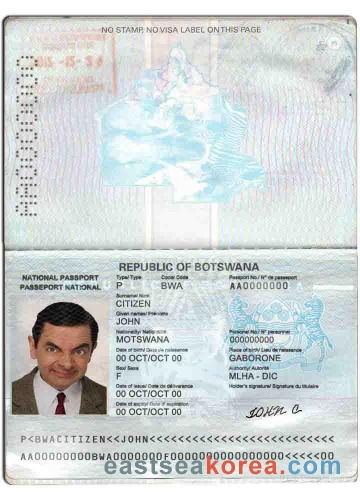 NO STAMP, NO VISA LABEL ON THIS PAGE
AA0000000
REPUBLIC OF BOTSWANA
NATIONAL PASSPORT
PASSEPORT NATIONAL
Type/ Type
Code/ Code
Passport No./ N° de passeport
P
BWA
AA0000000
Surname/ Nom
CITIZEN
Given names/ Prénoms
JOHN
Nationality/ Nationalité
Personal No./ N° personnel
MOTSWANA
000000000
Date of birth/ Date de naissance
Place of birth/ Lieu de naissance
00 OCT/OCT 00
GABORONE
Sex/ Sexe
Authority/ Autorité
F
MLHA - DIC
Date of issue/ Date de délivrance
Holder's signature/ Signature du titulaire
00 OCT/OCT 00
Date of expiry/ Date d'expiration
00 OCT/OCT 00
JOHN C
P<BWACITIZEN<<JOHN<<<<<<<<<<<<<<<<<<<<<<<<<<
eastseakorea.com